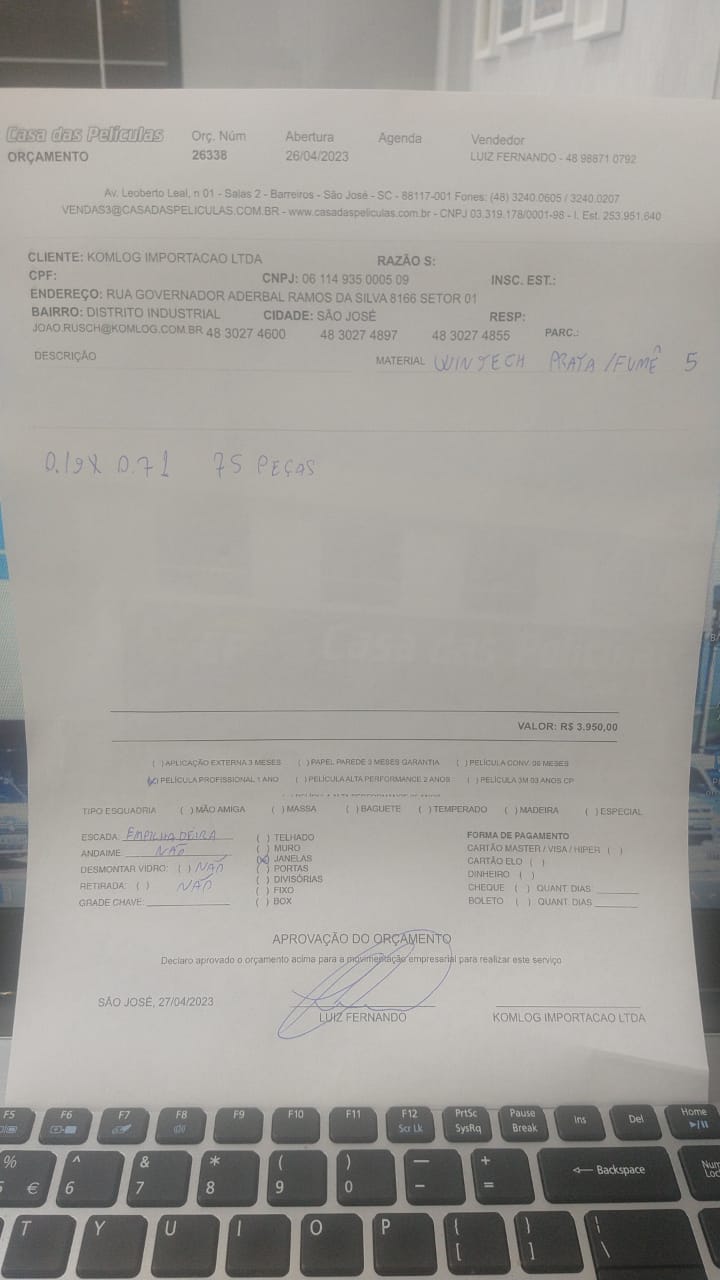 Casa das Películas
ORÇAMENTO
Orç. Núm
26338
Abertura
26/04/2023
Agenda
Vendedor
LUIZ FERNANDO - 48 98871 0792
Av. Leoberto Leal, n 01 - Salas 2 - Barreiros - São José - SC - 88117-001 Fones: (48) 3240.0605 / 3240.0207
VENDAS3@CASADASPELICULAS.COM.BR - www.casadaspeliculas.com.br - CNPJ 03.319.178/0001-98 - I. Est. 253.951.640
CLIENTE: KOMLOG IMPORTACAO LTDA RAZÃO S:
CPF: CNPJ: 06 114 935 0005 09 INSC. EST.:
ENDEREÇO: RUA GOVERNADOR ADERBAL RAMOS DA SILVA 8166 SETOR 01
BAIRRO: DISTRITO INDUSTRIAL CIDADE: SÃO JOSÉ RESP:
JOAO.RUSCH@KOMLOG.COM.BR 48 3027 4600 48 3027 4897 48 3027 4855 PARC.:
DESCRIÇÃO MATERIAL WINTECH PRATA/FUMÊ 5
0.19X 0.71 75 PEÇAS
VALOR: R$ 3.950,00
( ) APLICAÇÃO EXTERNA 3 MESES ( ) PAPEL PAREDE 3 MESES GARANTIA ( ) PELÍCULA CONV. 06 MESES
(x) PELÍCULA PROFISSIONAL 1 ANO ( ) PELÍCULA ALTA PERFORMANCE 2 ANOS ( ) PELÍCULA 3M 03 ANOS CP
TIPO ESQUADRIA ( ) MÃO AMIGA ( ) MASSA ( ) BAGUETE ( ) TEMPERADO ( ) MADEIRA ( ) ESPECIAL
ESCADA: EMPILHADEIRA
ANDAIME: NÃO
DESMONTAR VIDRO: ( ) NÃO
RETIRADA: ( ) NÃO
GRADE CHAVE:
( ) TELHADO
( ) MURO
(x) JANELAS
( ) PORTAS
( ) DIVISÓRIAS
( ) FIXO
( ) BOX
FORMA DE PAGAMENTO
CARTÃO MASTER / VISA / HIPER ( )
CARTÃO ELO ( )
DINHEIRO ( )
CHEQUE ( ) QUANT DIAS:
BOLETO ( ) QUANT. DIAS:
APROVAÇÃO DO ORÇAMENTO
Declaro aprovado o orçamento acima para a movimentação empresarial para realizar este serviço
SÃO JOSÉ, 27/04/2023
LUIZ FERNANDO
KOMLOG IMPORTACAO LTDA
F5 F6 F7 F8 F9 F10 F11 F12 Scr Lk PrtSc SysRq Pause Break Ins Del Home
% 5 € ^ 6 & 7 * 8 ( 9 ) 0 — - + = Backspace Num Loc
T Y U I O P { [ } ] | \